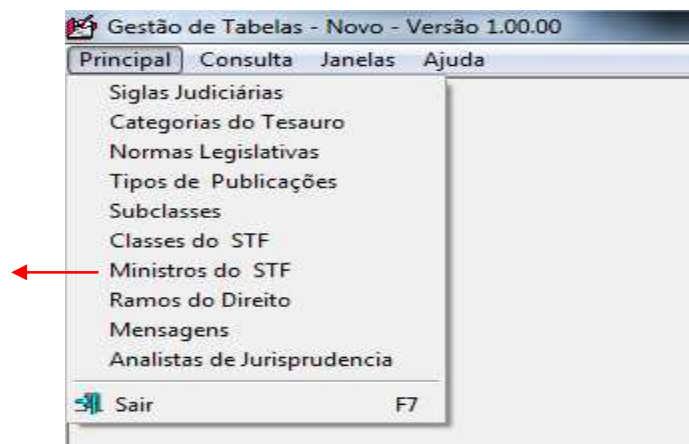 Gestão de Tabelas - Novo - Versão 1.00.00
Principal Consulta Janelas Ajuda
Siglas Judiciárias
Categorias do Tesauro
Normas Legislativas
Tipos de Publicações
Subclasses
Classes do STF
Ministros do STF
Ramos do Direito
Mensagens
Analistas de Jurisprudencia
Sair F7